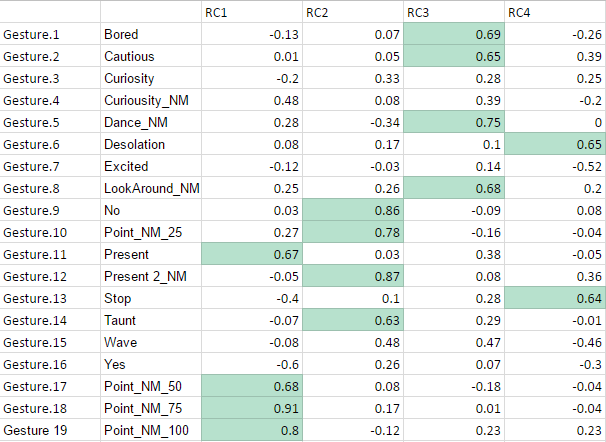 RC1 RC2 RC3 RC4
Gesture.1 Bored -0.13 0.07 0.69 -0.26
Gesture.2 Cautious 0.01 0.05 0.65 0.39
Gesture.3 Curiosity -0.2 0.33 0.28 0.25
Gesture.4 Curiousity_NM 0.48 0.08 0.39 -0.2
Gesture.5 Dance_NM 0.28 -0.34 0.75 0
Gesture.6 Desolation 0.08 0.17 0.1 0.65
Gesture.7 Excited -0.12 -0.03 0.14 -0.52
Gesture.8 LookAround_NM 0.25 0.26 0.68 0.2
Gesture.9 No 0.03 0.86 -0.09 0.08
Gesture.10 Point_NM_25 0.27 0.78 -0.16 -0.04
Gesture.11 Present 0.67 0.03 0.38 -0.05
Gesture.12 Present 2_NM -0.05 0.87 0.08 0.36
Gesture.13 Stop -0.4 0.1 0.28 0.64
Gesture.14 Taunt -0.07 0.63 0.29 -0.01
Gesture.15 Wave -0.08 0.48 0.47 -0.46
Gesture.16 Yes -0.6 0.26 0.07 -0.3
Gesture.17 Point_NM_50 0.68 0.08 -0.18 -0.04
Gesture.18 Point_NM_75 0.91 0.17 0.01 -0.04
Gesture 19 Point_NM_100 0.8 -0.12 0.23 0.23